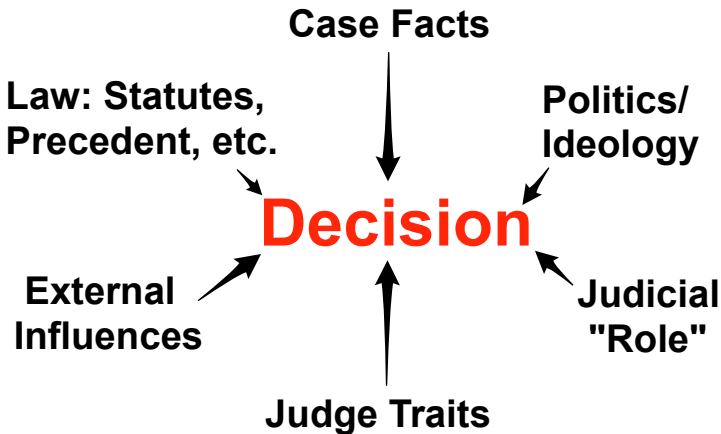 Case Facts
Law: Statutes,
Precedent, etc.
Politics/
Ideology
Decision
External
Influences
Judicial
"Role"
Judge Traits